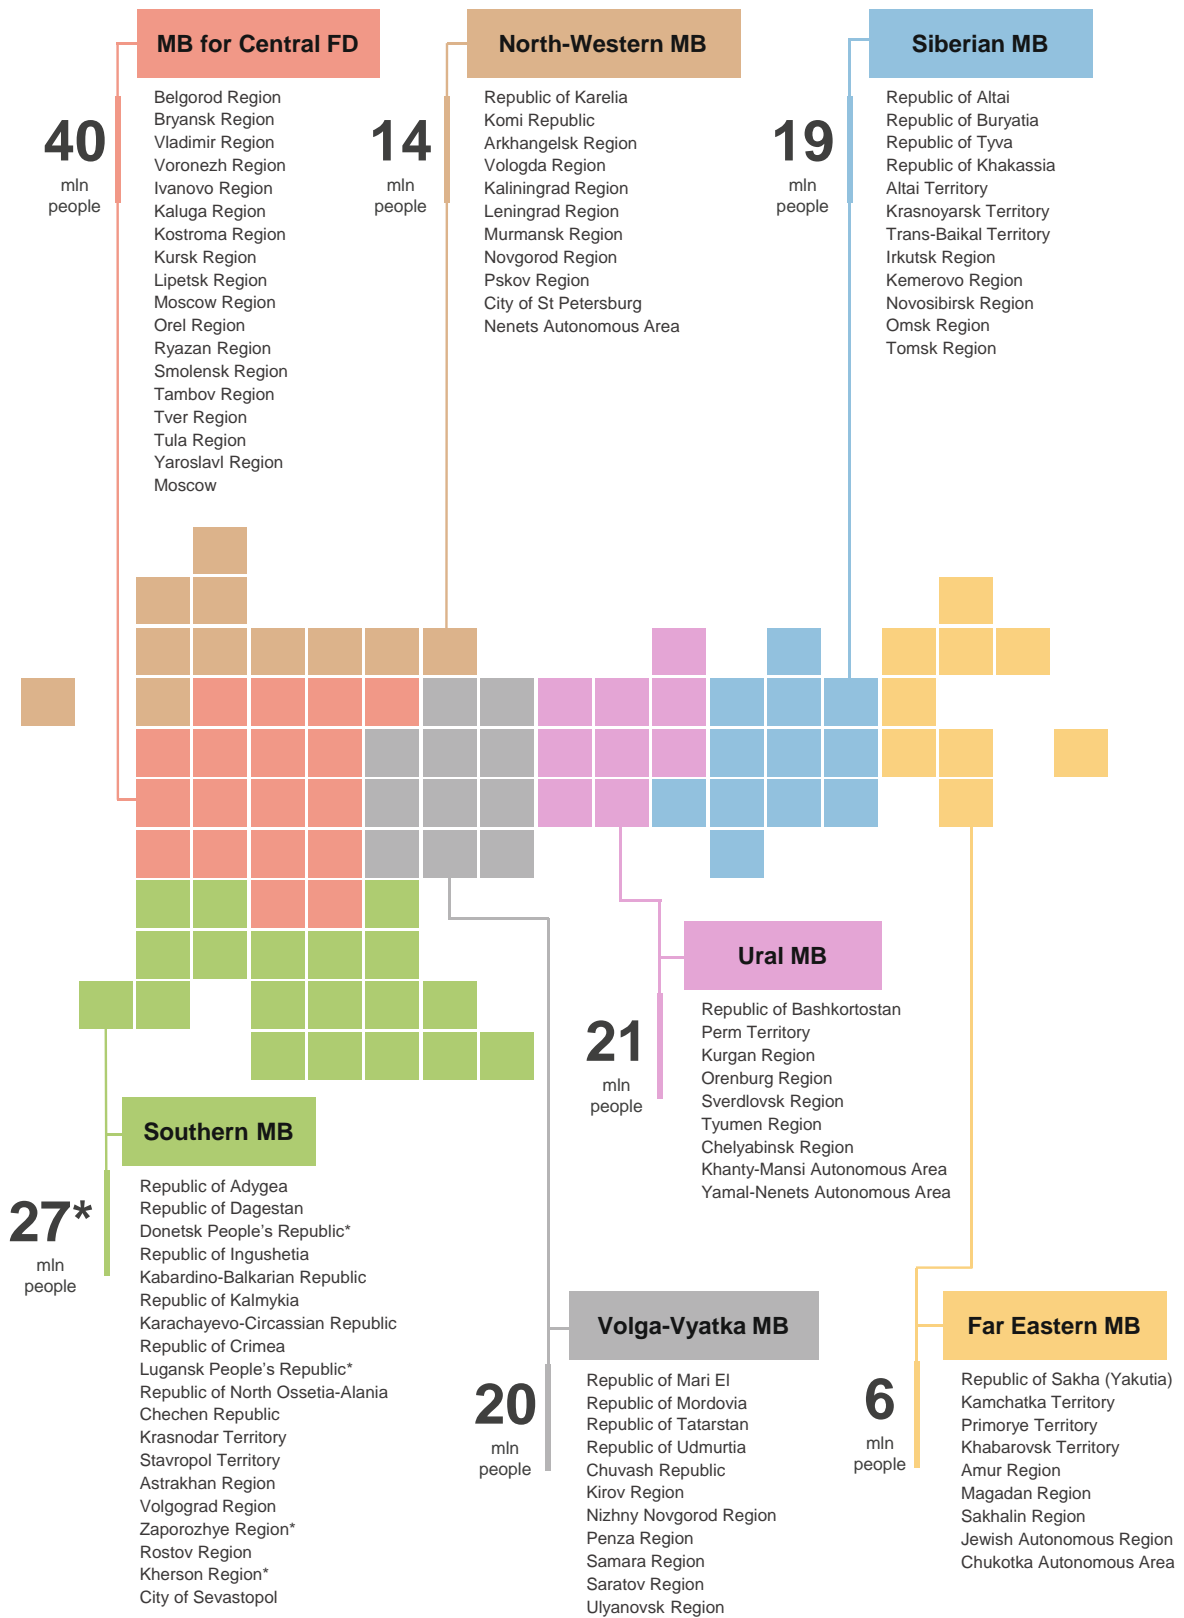 MB for Central FD
40
mln
people
Belgorod Region
Bryansk Region
Vladimir Region
Voronezh Region
Ivanovo Region
Kaluga Region
Kostroma Region
Kursk Region
Lipetsk Region
Moscow Region
Orel Region
Ryazan Region
Smolensk Region
Tambov Region
Tver Region
Tula Region
Yaroslavl Region
Moscow
North-Western MB
14
mln
people
Republic of Karelia
Komi Republic
Arkhangelsk Region
Vologda Region
Kaliningrad Region
Leningrad Region
Murmansk Region
Novgorod Region
Pskov Region
City of St Petersburg
Nenets Autonomous Area
Siberian MB
19
mln
people
Republic of Altai
Republic of Buryatia
Republic of Tyva
Republic of Khakassia
Altai Territory
Krasnoyarsk Territory
Trans-Baikal Territory
Irkutsk Region
Kemerovo Region
Novosibirsk Region
Omsk Region
Tomsk Region
Ural MB
21
mln
people
Republic of Bashkortostan
Perm Territory
Kurgan Region
Orenburg Region
Sverdlovsk Region
Tyumen Region
Chelyabinsk Region
Khanty-Mansi Autonomous Area
Yamal-Nenets Autonomous Area
Southern MB
27*
mln
people
Republic of Adygea
Republic of Dagestan
Donetsk People’s Republic*
Republic of Ingushetia
Kabardino-Balkarian Republic
Republic of Kalmykia
Karachayevo-Circassian Republic
Republic of Crimea
Lugansk People’s Republic*
Republic of North Ossetia-Alania
Chechen Republic
Krasnodar Territory
Stavropol Territory
Astrakhan Region
Volgograd Region
Zaporozhye Region*
Rostov Region
Kherson Region*
City of Sevastopol
Volga-Vyatka MB
20
mln
people
Republic of Mari El
Republic of Mordovia
Republic of Tatarstan
Republic of Udmurtia
Chuvash Republic
Kirov Region
Nizhny Novgorod Region
Penza Region
Samara Region
Saratov Region
Ulyanovsk Region
Far Eastern MB
6
mln
people
Republic of Sakha (Yakutia)
Kamchatka Territory
Primorye Territory
Khabarovsk Territory
Amur Region
Magadan Region
Sakhalin Region
Jewish Autonomous Region
Chukotka Autonomous Area